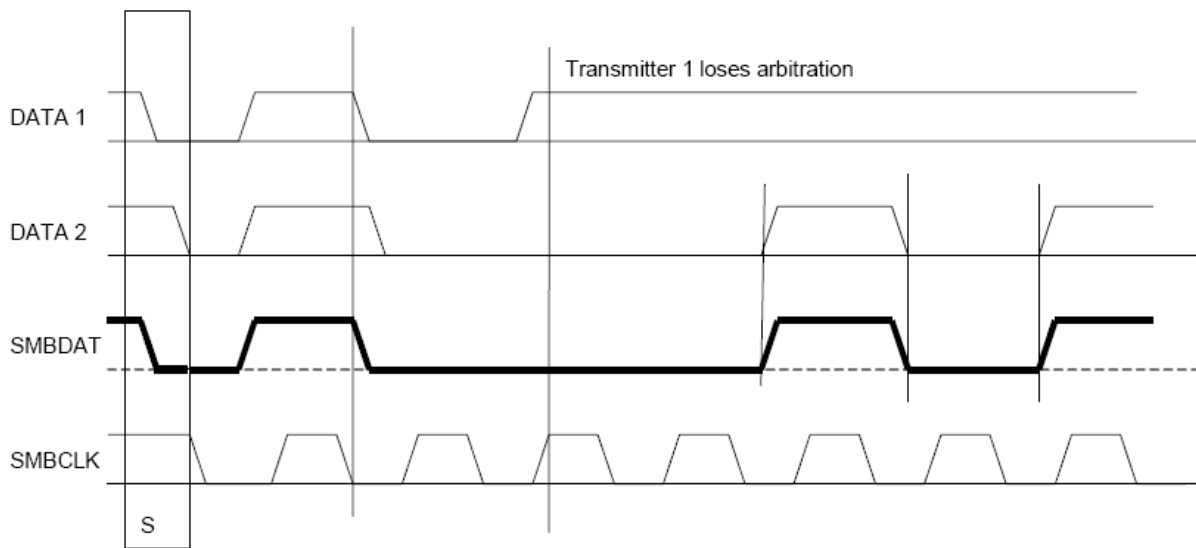 Transmitter 1 loses arbitration
DATA 1
DATA 2
SMBDAT
SMBCLK
S